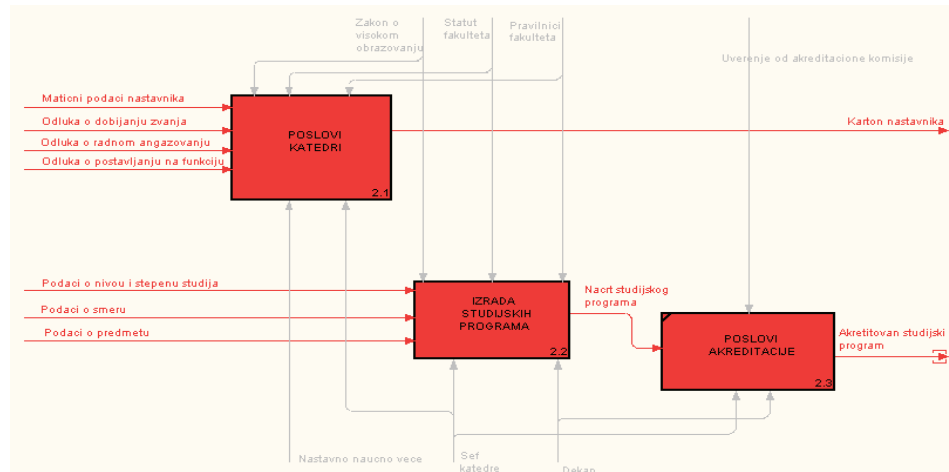 Zakon o
visokom
obrazovanju
Statut
fakulteta
Pravilnici
fakulteta
Uverenje od akreditacione komisije
Maticni podaci nastavnika
Odluka o dobijanju zvanja
Odluka o radnom angazovanju
Odluka o postavljanju na funkciju
POSLOVI
KATEDRI
2.1
Karton nastavnika
Podaci o nivou i stepenu studija
Podaci o smeru
Podaci o predmetu
IZRADA
STUDIJSKIH
PROGRAMA
2.2
Nacrt studijskog
programa
POSLOVI
AKREDITACIJE
2.3
Akretitovan studijski
program
Nastavno naucno vece
Sef
katedre
Dekan